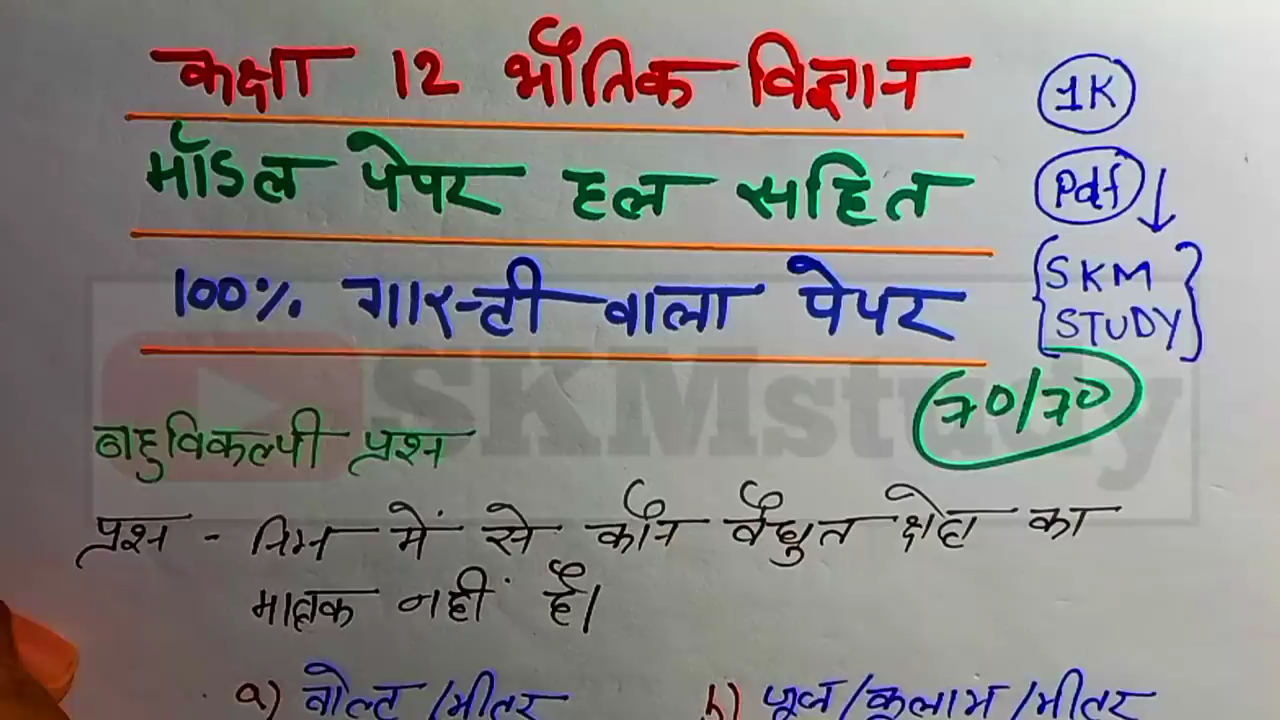 कक्षा 12 भौतिक विज्ञान
1K
मॉडल पेपर हल सहित
Pdf
100% गारन्टी वाला पेपर
SKM
STUDY
70/70
SKMstudy
बहुविकल्पी प्रश्न
प्रश्न - निम्न में से कौन वैद्युत क्षेत्र का
मात्रक नहीं है।
a) वोल्ट/मीटर b) जूल/कूलाम/मीटर